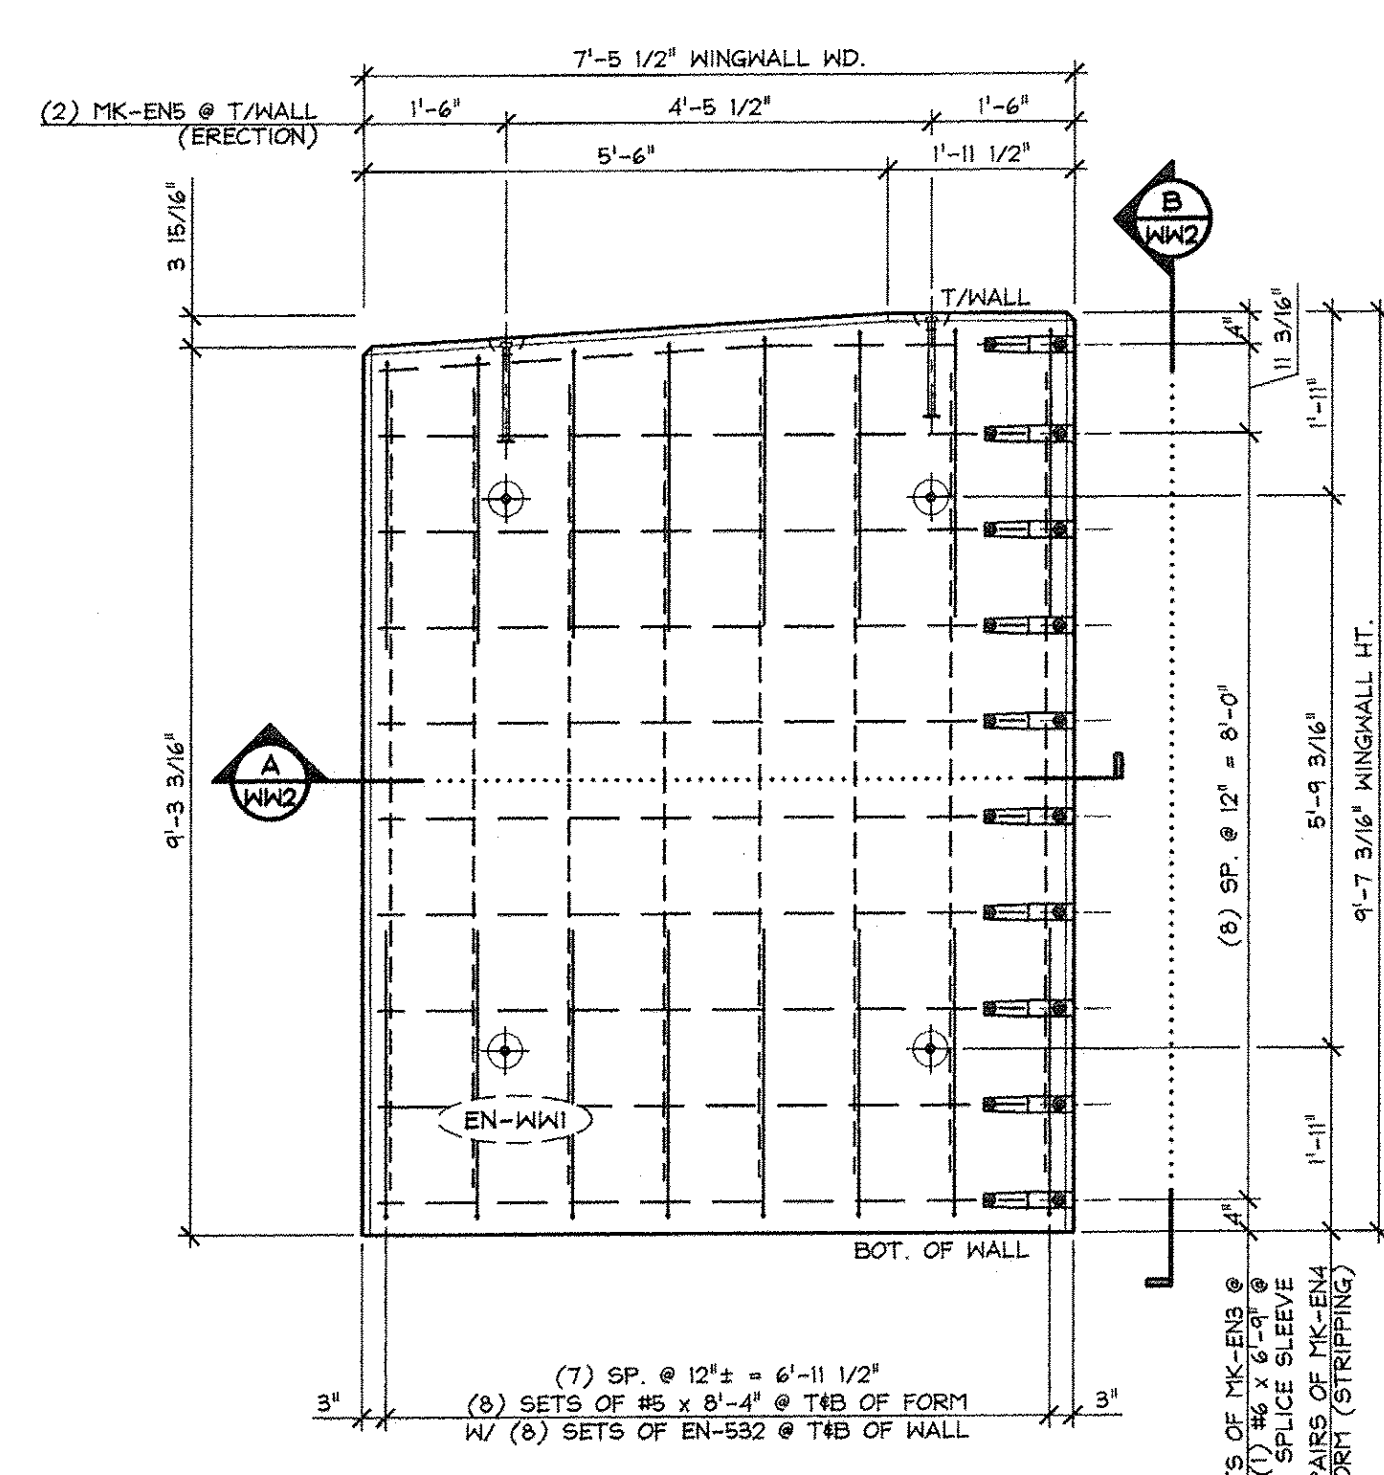 7'-5 1/2" WINGWALL WD.
(2) MK-EN5 @ T/WALL
(ERECTION)
1'-6"
4'-5 1/2"
1'-6"
5'-6"
1'-11 1/2"
3 15/16"
B
WW2
T/WALL
4"
11 3/16"
1'-11"
9'-3 3/16"
A
WW2
(8) SP. @ 12" = 8'-0"
5'-9 3/16"
9'-7 3/16" WINGWALL HT.
EN-WW1
1'-11"
4"
BOT. OF WALL
TS OF MK-EN3 @
(1) #6 x 6'-9" @
SPLICE SLEEVE
PAIRS OF MK-EN4
ORM (STRIPPING)
3"
(7) SP. @ 12"± = 6'-11 1/2"
(8) SETS OF #5 x 8'-4" @ T&B OF FORM
W/ (8) SETS OF EN-532 @ T&B OF WALL
3"